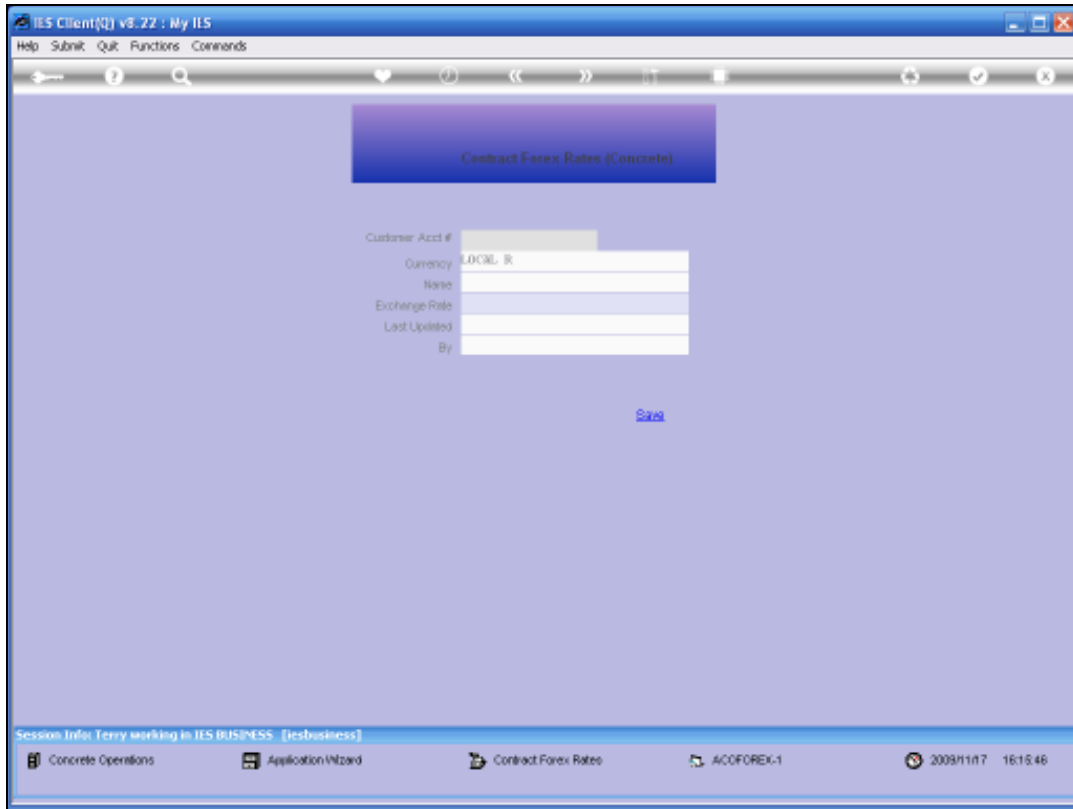 IES Client(Q) v8.22 : My IES
Help Submit Quit Functions Commands
Contract Forex Rates (Concrete)
Customer Acct #
Currency LOCAL R
Name
Exchange Rate
Last Updated
By
Save
Session Info: Terry working in IES BUSINESS [iesbusiness]
Concrete Operations Application Wizard Contract Forex Rates ACOFOREX-1 2009/11/17 16:15:46